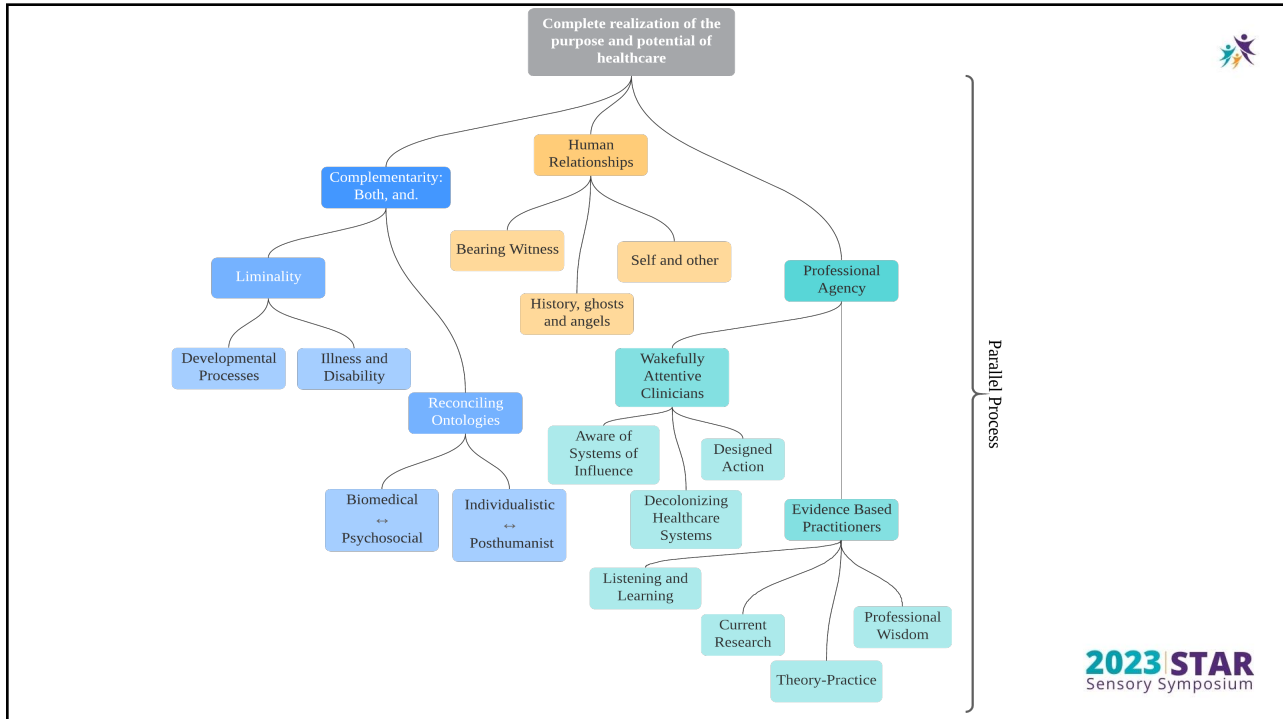 Complete realization of the
purpose and potential of
healthcare
Human
Relationships
Complementarity:
Both, and.
Bearing Witness
Self and other
Liminality
Professional
Agency
History, ghosts
and angels
Developmental
Processes
Illness and
Disability
Wakefully
Attentive
Clinicians
Reconciling
Ontologies
Aware of
Systems of
Influence
Designed
Action
Biomedical
↔
Psychosocial
Individualistic
↔
Posthumanist
Decolonizing
Healthcare
Systems
Evidence Based
Practitioners
Listening and
Learning
Current
Research
Professional
Wisdom
Theory-Practice
Parallel Process
2023|STAR
Sensory Symposium